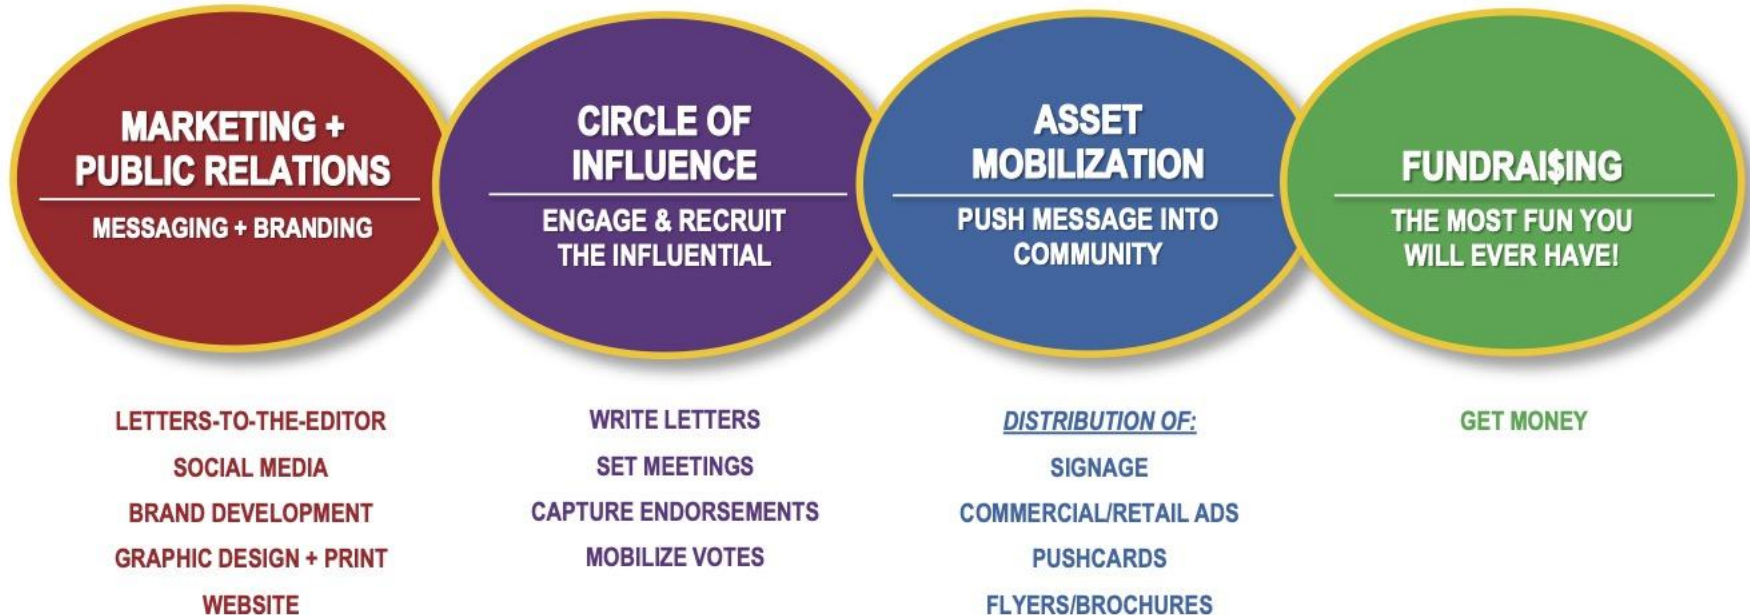 MARKETING +
PUBLIC RELATIONS
MESSAGING + BRANDING
LETTERS-TO-THE-EDITOR
SOCIAL MEDIA
BRAND DEVELOPMENT
GRAPHIC DESIGN + PRINT
WEBSITE
CIRCLE OF
INFLUENCE
ENGAGE & RECRUIT
THE INFLUENTIAL
WRITE LETTERS
SET MEETINGS
CAPTURE ENDORSEMENTS
MOBILIZE VOTES
ASSET
MOBILIZATION
PUSH MESSAGE INTO
COMMUNITY
DISTRIBUTION OF:
SIGNAGE
COMMERCIAL/RETAIL ADS
PUSHCARDS
FLYERS/BROCHURES
FUNDRAI$ING
THE MOST FUN YOU
WILL EVER HAVE!
GET MONEY